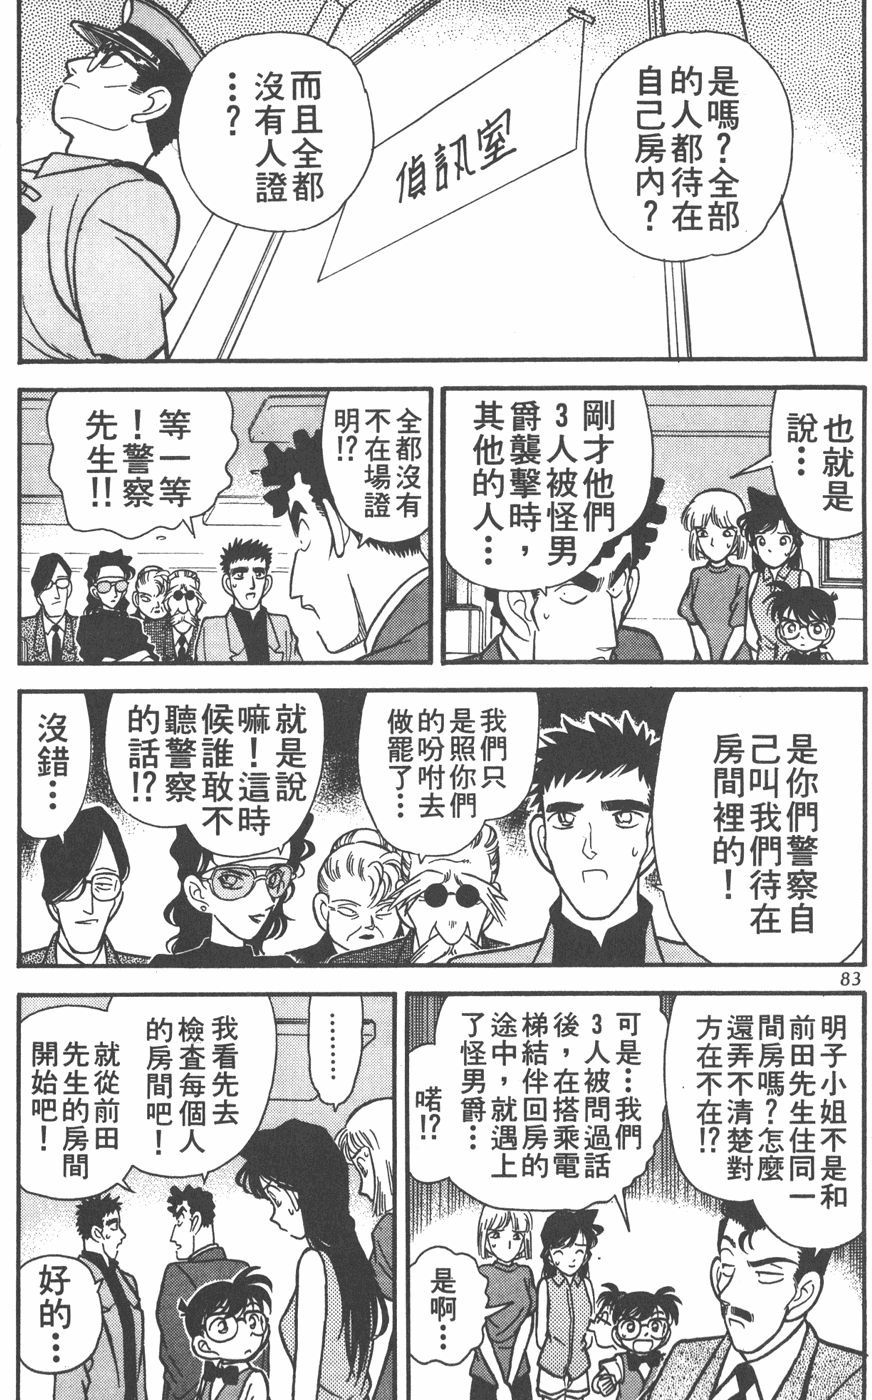 是嗎？全部
的人都待在
自己房內？
偵訊室
而且全都
沒有人證
…？
也就是
說…
剛才他們
3人被怪男
爵襲擊時，
其他的人…
全都沒有
不在場證
明!?
等一等
！警察
先生!!
是你們警察自
己叫我們待在
房間裡的！
我們只
是照你們
的吩咐去
做罷了…
就是說
嘛！這時
候誰敢不
聽警察
的話!?
沒錯…
83
明子小姐不是和
前田先生住同一
間房嗎？怎麼
還弄不清楚對
方在不在!?
可是…我們
3人被問過話
後，在搭乘電
梯結伴回房的
途中，就遇上
了怪男爵…
喏!?
是啊…
………
我看先去
檢查每個人
的房間吧！
就從前田
先生的房間
開始吧！
好的…